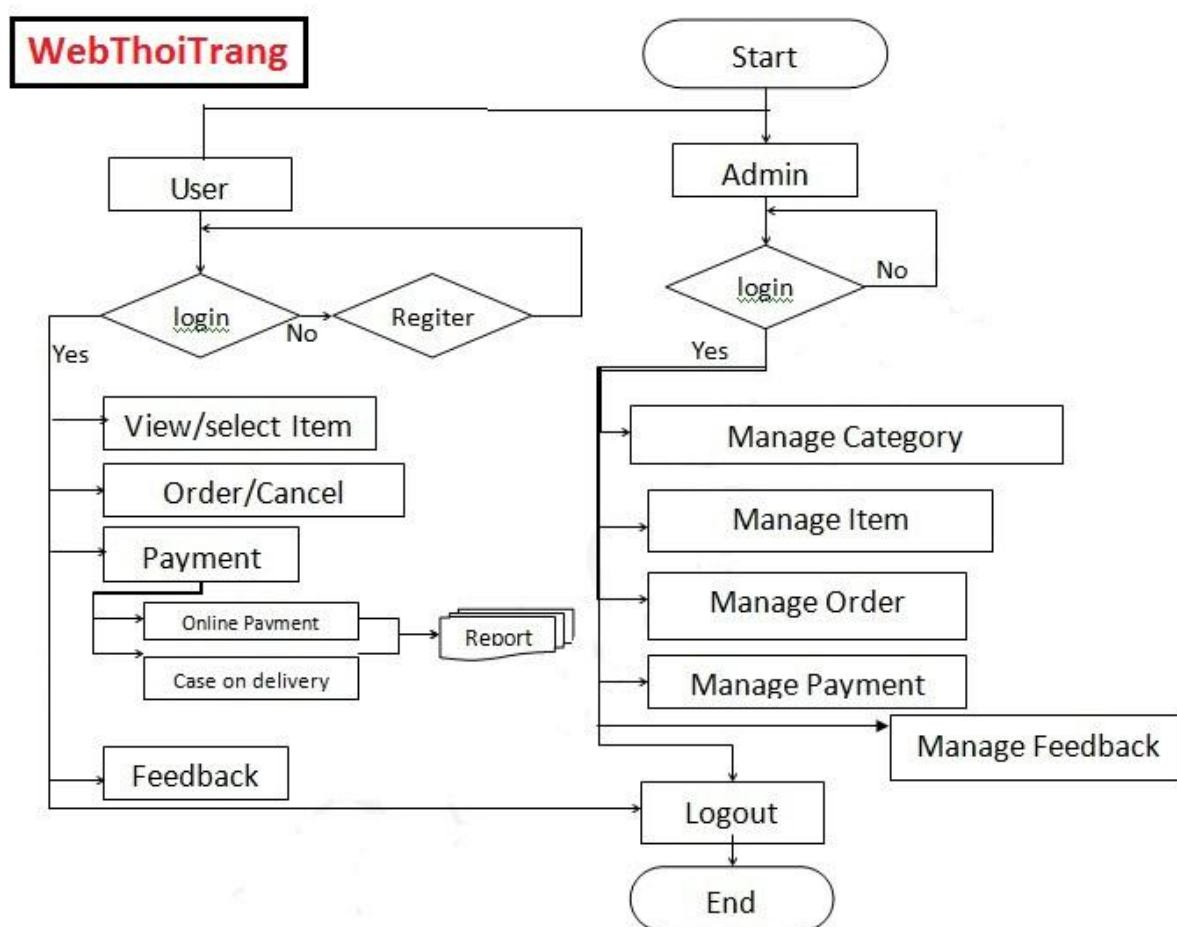 WebThoiTrang
Start
User
Admin
login
No
Regiter
Yes
login
No
Yes
View/select Item
Order/Cancel
Payment
Online Payment
Case on delivery
Report
Feedback
Manage Category
Manage Item
Manage Order
Manage Payment
Manage Feedback
Logout
End